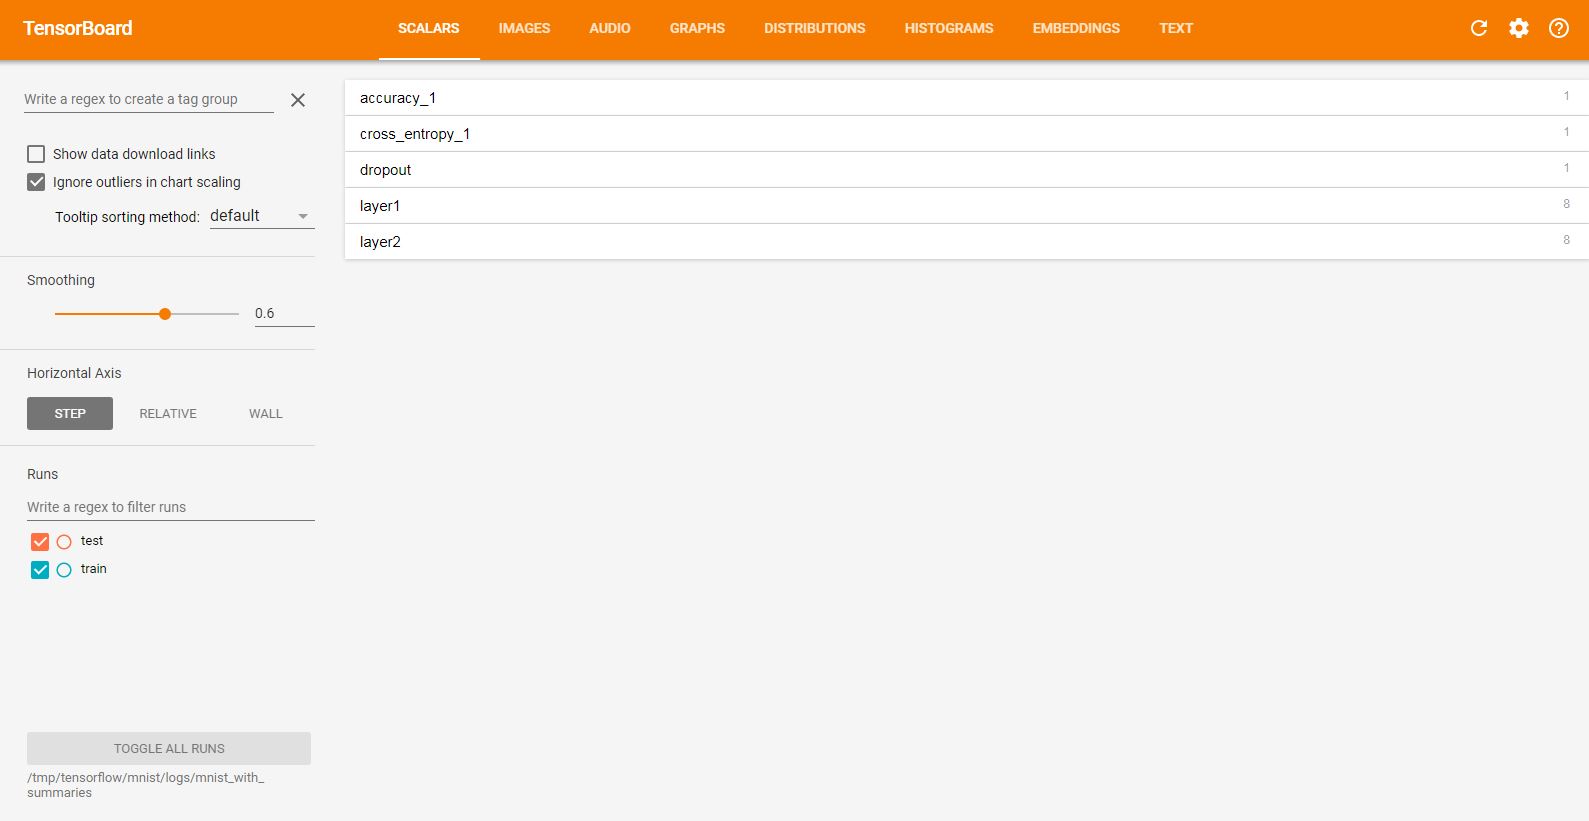 TensorBoard
SCALARS IMAGES AUDIO GRAPHS DISTRIBUTIONS HISTOGRAMS EMBEDDINGS TEXT
Write a regex to create a tag group
Show data download links
Ignore outliers in chart scaling
Tooltip sorting method: default
Smoothing
0.6
Horizontal Axis
STEP RELATIVE WALL
Runs
Write a regex to filter runs
test
train
TOGGLE ALL RUNS
/tmp/tensorflow/mnist/logs/mnist_with_
summaries
accuracy_1 1
cross_entropy_1 1
dropout 1
layer1 8
layer2 8